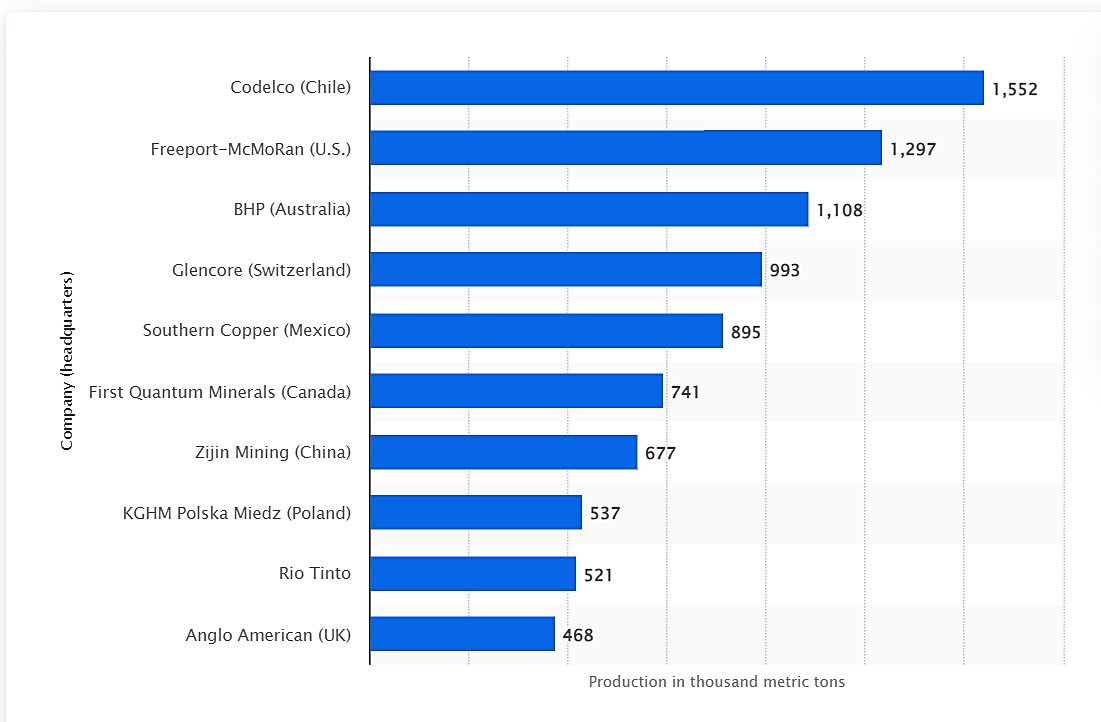 Company (headquarters)
Codelco (Chile)
1,552
Freeport-McMoRan (U.S.)
1,297
BHP (Australia)
1,108
Glencore (Switzerland)
993
Southern Copper (Mexico)
895
First Quantum Minerals (Canada)
741
Zijin Mining (China)
677
KGHM Polska Miedz (Poland)
537
Rio Tinto
521
Anglo American (UK)
468
Production in thousand metric tons